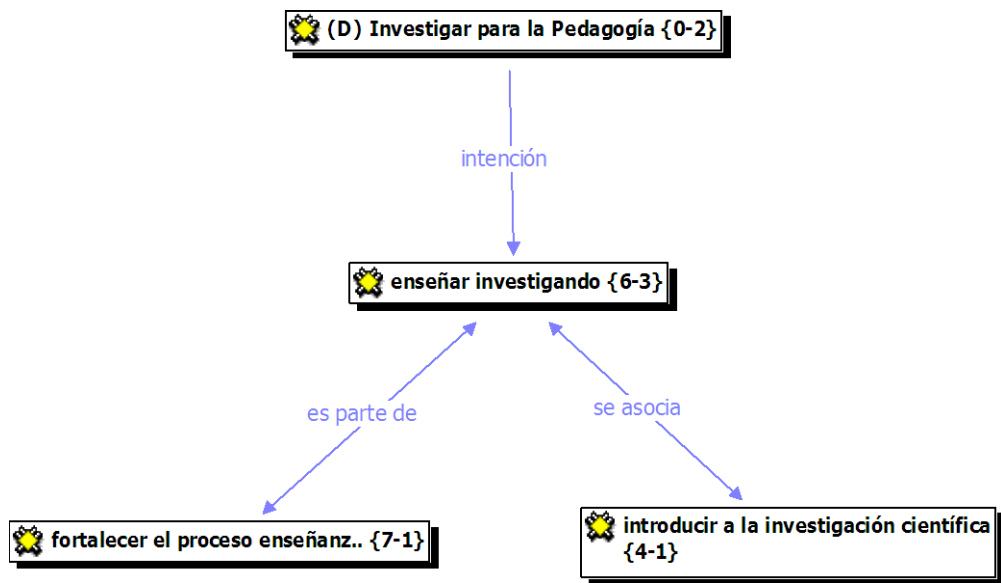 (D) Investigar para la Pedagogía {0-2}
intención
enseñar investigando {6-3}
es parte de
se asocia
fortalecer el proceso enseñanz.. {7-1}
introducir a la investigación científica
{4-1}